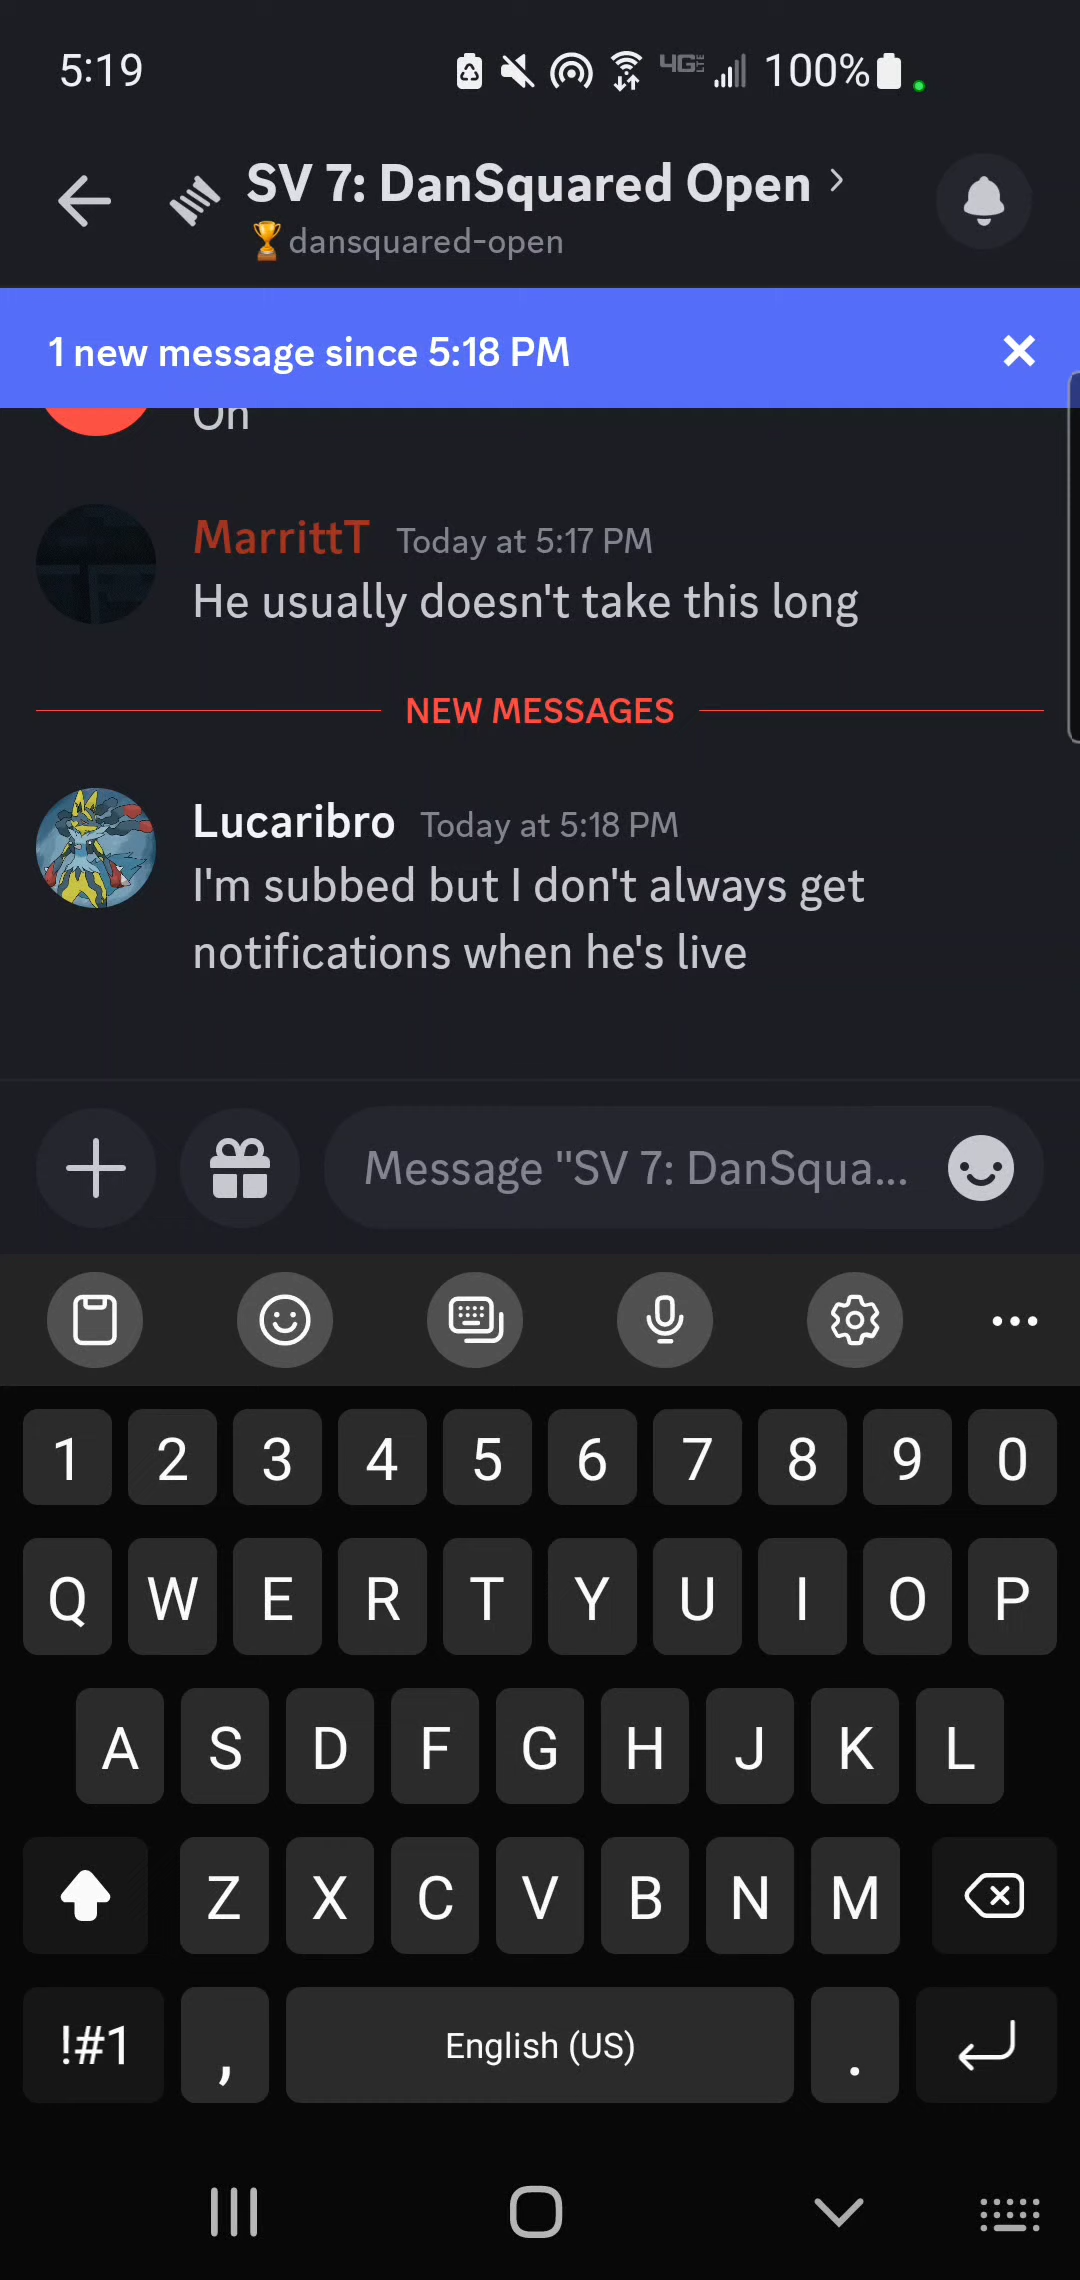 5:19
4G LTE 100%
SV 7: DanSquared Open
🏆dansquared-open
1 new message since 5:18 PM
Oh
MarrittT Today at 5:17 PM
He usually doesn't take this long
NEW MESSAGES
Lucaribro Today at 5:18 PM
I'm subbed but I don't always get
notifications when he's live
Message "SV 7: DanSqua...
1 2 3 4 5 6 7 8 9 0
Q W E R T Y U I O P
A S D F G H J K L
Z X C V B N M
!#1 , English (US) .